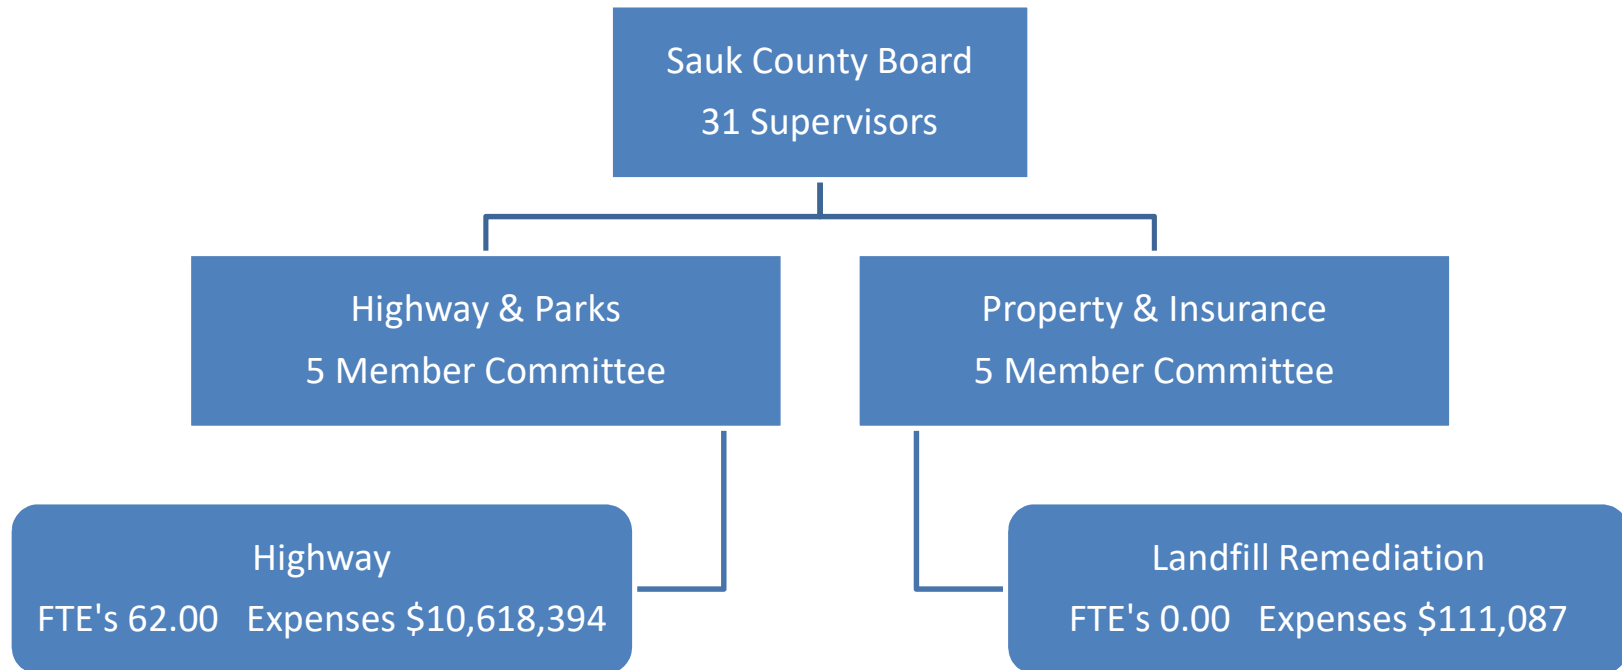 Sauk County Board
31 Supervisors
Highway & Parks
5 Member Committee
Property & Insurance
5 Member Committee
Highway
FTE's 62.00   Expenses $10,618,394
Landfill Remediation
FTE's 0.00   Expenses $111,087